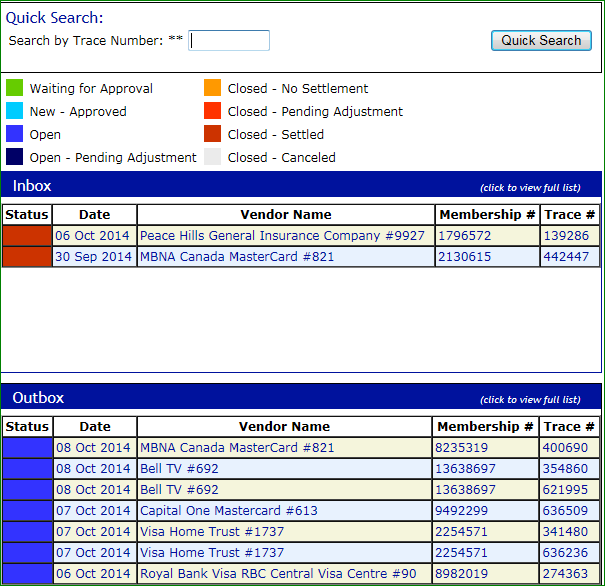 Quick Search:
Search by Trace Number: ** Quick Search
Waiting for Approval Closed - No Settlement
New - Approved Closed - Pending Adjustment
Open Closed - Settled
Open - Pending Adjustment Closed - Canceled
Inbox (click to view full list)
Status Date Vendor Name Membership # Trace #
06 Oct 2014 Peace Hills General Insurance Company #9927 1796572 139286
30 Sep 2014 MBNA Canada MasterCard #821 2130615 442447
Outbox (click to view full list)
Status Date Vendor Name Membership # Trace #
08 Oct 2014 MBNA Canada MasterCard #821 8235319 400690
08 Oct 2014 Bell TV #692 13638697 354860
08 Oct 2014 Bell TV #692 13638697 621995
07 Oct 2014 Capital One Mastercard #613 9492299 636509
07 Oct 2014 Visa Home Trust #1737 2254571 341480
07 Oct 2014 Visa Home Trust #1737 2254571 636236
06 Oct 2014 Royal Bank Visa RBC Central Visa Centre #90 8982019 274363